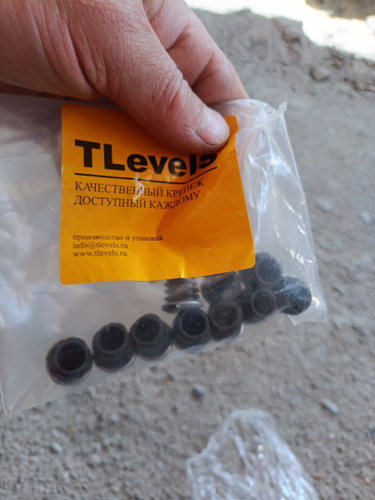 TLevels
КАЧЕСТВЕННЫЙ КРЕПЕЖ
ДОСТУПНЫЙ КАЖДОМУ
производство и упаковка
info@tlevels.ru
www.tlevels.ru